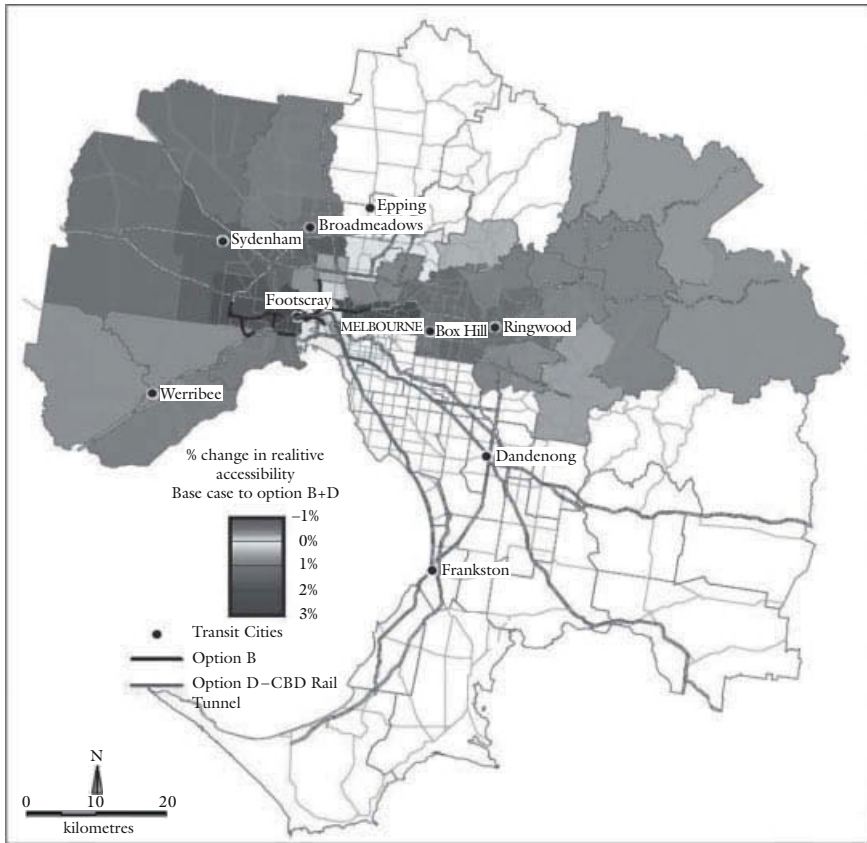 Epping
Broadmeadows
Sydenham
Footscray
MELBOURNE
Box Hill
Ringwood
Werribee
% change in realitive
accessibility
Base case to option B+D
−1%
0%
1%
2%
3%
Dandenong
Frankston
Transit Cities
Option B
Option D–CBD Rail
Tunnel
N
0 10 20
kilometres